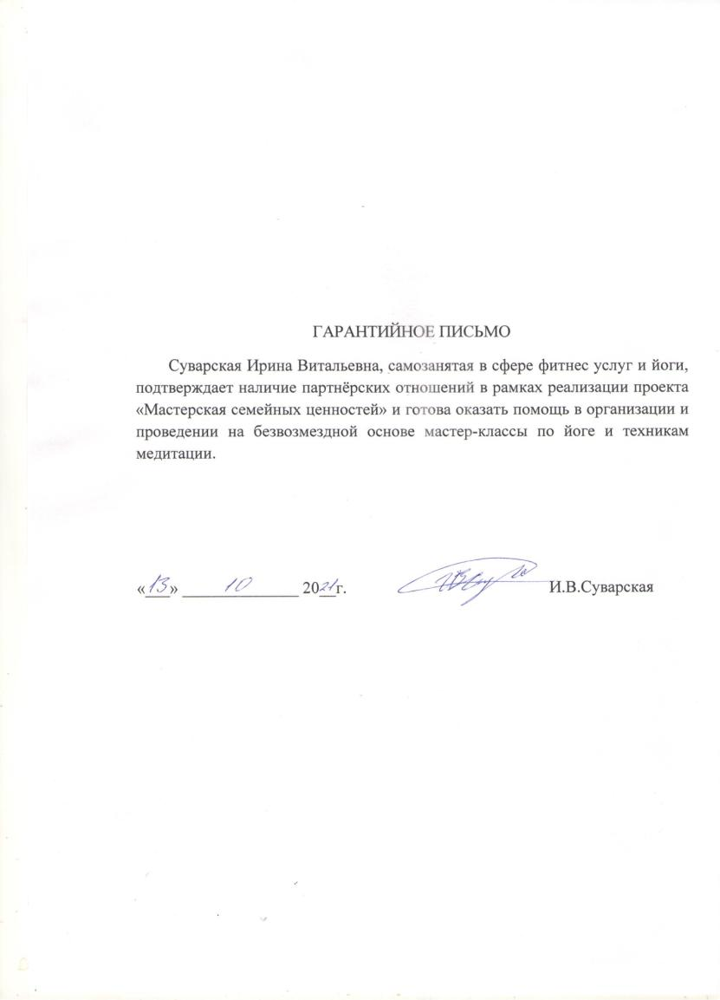 ГАРАНТИЙНОЕ ПИСЬМО
Суварская Ирина Витальевна, самозанятая в сфере фитнес услуг и йоги,
подтверждает наличие партнёрских отношений в рамках реализации проекта
«Мастерская семейных ценностей» и готова оказать помощь в организации и
проведении на безвозмездной основе мастер-классы по йоге и техникам
медитации.
«13» 10 2021г. И.В.Суварская